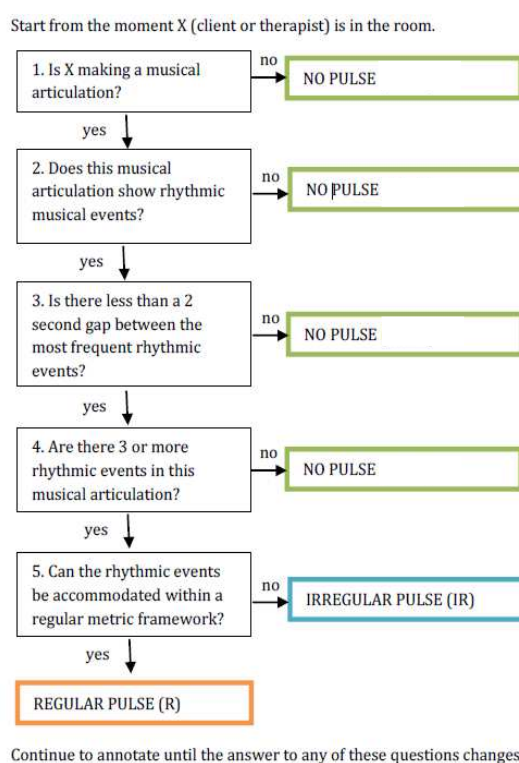 Start from the moment X (client or therapist) is in the room.
1. Is X making a musical
articulation?
no
NO PULSE
yes
2. Does this musical
articulation show rhythmic
musical events?
no
NO PULSE
yes
3. Is there less than a 2
second gap between the
most frequent rhythmic
events?
no
NO PULSE
yes
4. Are there 3 or more
rhythmic events in this
musical articulation?
no
NO PULSE
yes
5. Can the rhythmic events
be accommodated within a
regular metric framework?
no
IRREGULAR PULSE (IR)
yes
REGULAR PULSE (R)
Continue to annotate until the answer to any of these questions changes